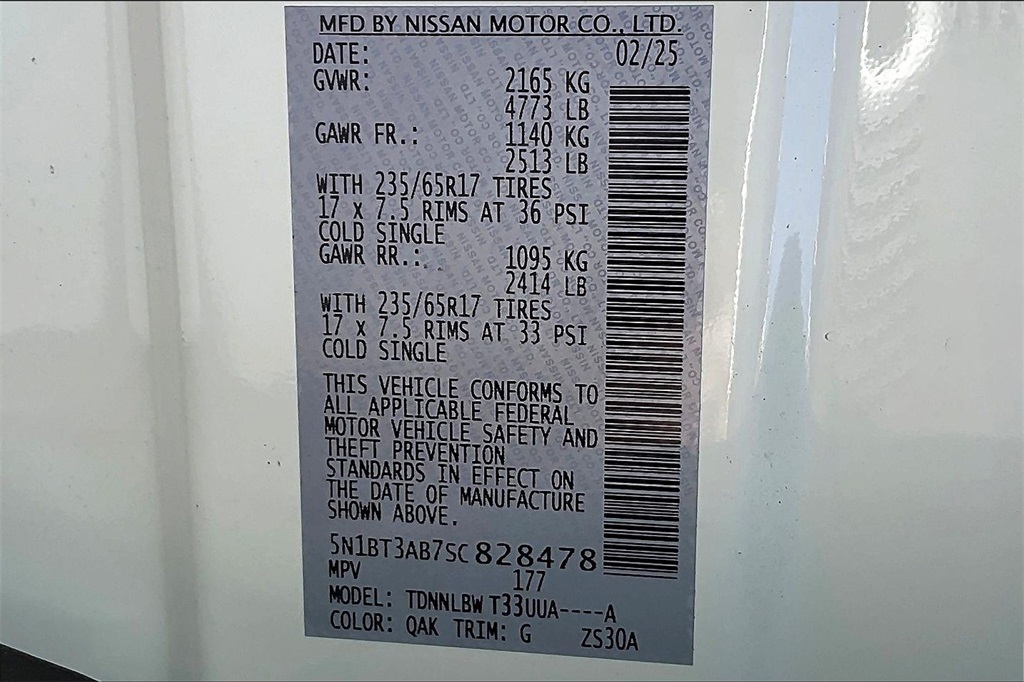 MFD BY NISSAN MOTOR CO., LTD.
DATE: 02/25
GVWR: 2165 KG
4773 LB
GAWR FR.: 1140 KG
2513 LB
WITH 235/65R17 TIRES
17 x 7.5 RIMS AT 36 PSI
COLD SINGLE
GAWR RR.: 1095 KG
2414 LB
WITH 235/65R17 TIRES
17 x 7.5 RIMS AT 33 PSI
COLD SINGLE
THIS VEHICLE CONFORMS TO
ALL APPLICABLE FEDERAL
MOTOR VEHICLE SAFETY AND
THEFT PREVENTION
STANDARDS IN EFFECT ON
THE DATE OF MANUFACTURE
SHOWN ABOVE.
5N1BT3AB7SC828478
MPV 177
MODEL: TDNNLBW T33UUA----A
COLOR: QAK TRIM: G ZS30A